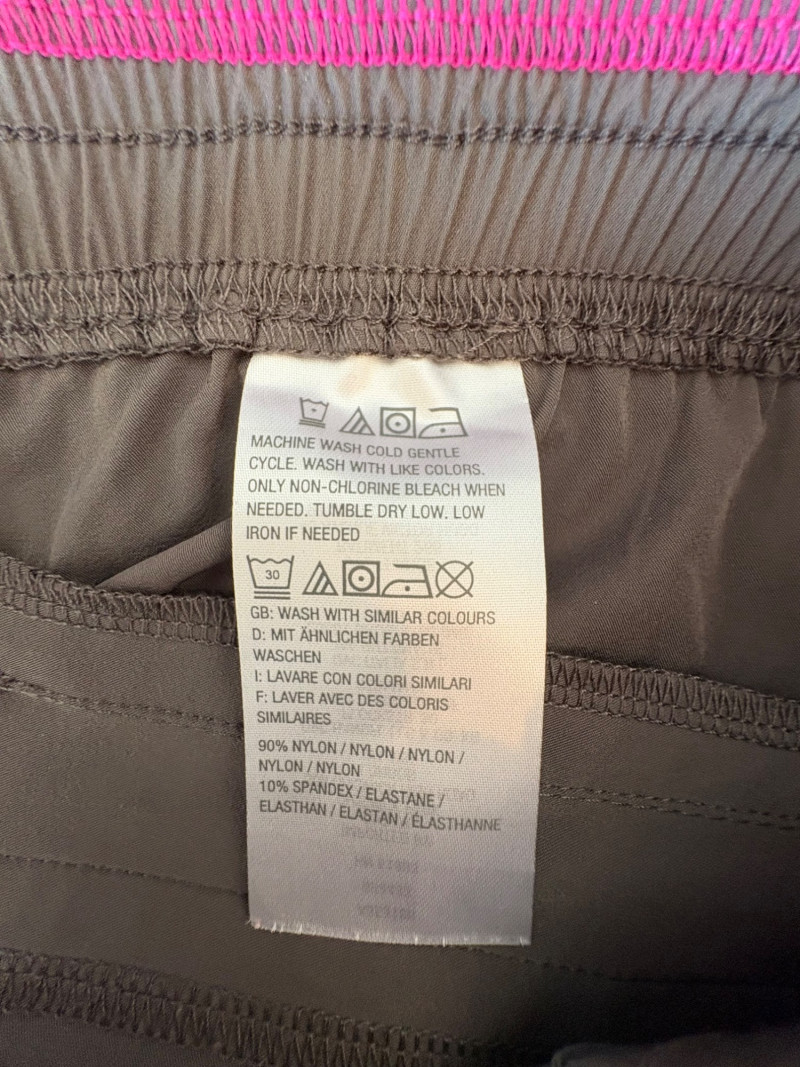 MACHINE WASH COLD GENTLE
CYCLE. WASH WITH LIKE COLORS.
ONLY NON-CHLORINE BLEACH WHEN
NEEDED. TUMBLE DRY LOW. LOW
IRON IF NEEDED
30
GB: WASH WITH SIMILAR COLOURS
D: MIT ÄHNLICHEN FARBEN
WASCHEN
I: LAVARE CON COLORI SIMILARI
F: LAVER AVEC DES COLORIS
SIMILAIRES
90% NYLON / NYLON / NYLON /
NYLON / NYLON
10% SPANDEX / ELASTANE /
ELASTHAN / ELASTAN / ÉLASTHANNE